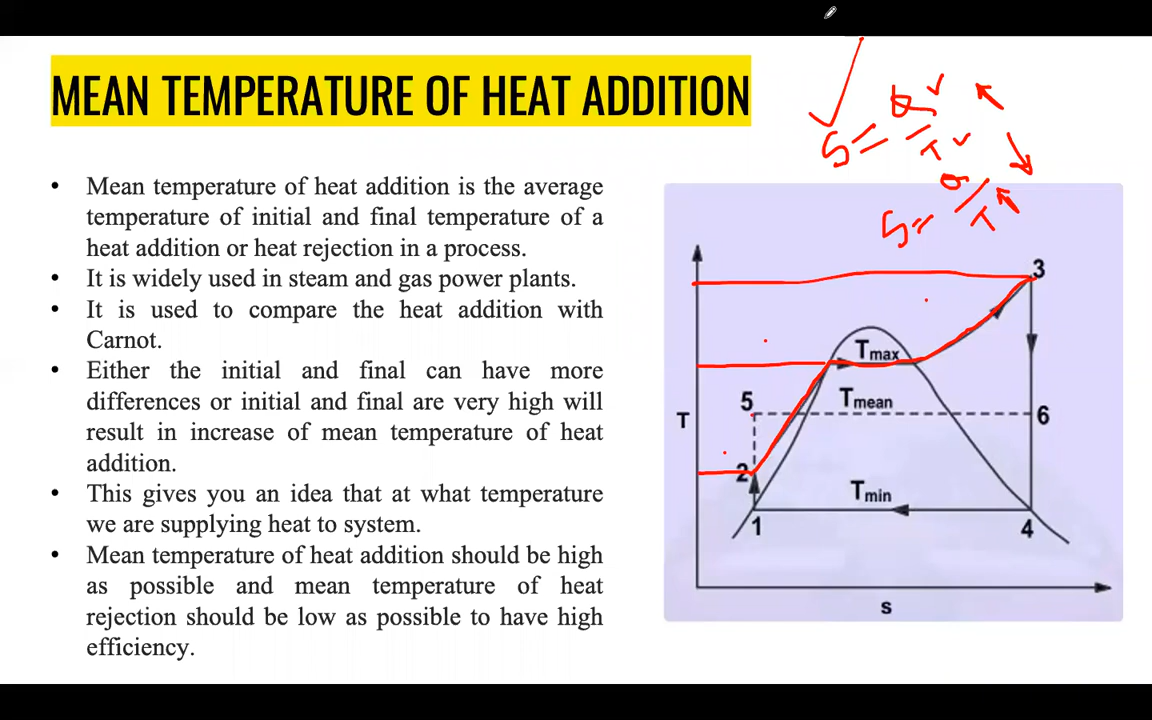 MEAN TEMPERATURE OF HEAT ADDITION
• Mean temperature of heat addition is the average
temperature of initial and final temperature of a
heat addition or heat rejection in a process.
• It is widely used in steam and gas power plants.
• It is used to compare the heat addition with
Carnot.
• Either the initial and final can have more
differences or initial and final are very high will
result in increase of mean temperature of heat
addition.
• This gives you an idea that at what temperature
we are supplying heat to system.
• Mean temperature of heat addition should be high
as possible and mean temperature of heat
rejection should be low as possible to have high
efficiency.
S = Q/T
S = Q/T
3
Tmax
5
Tmean
6
T
2
Tmin
1
4
s